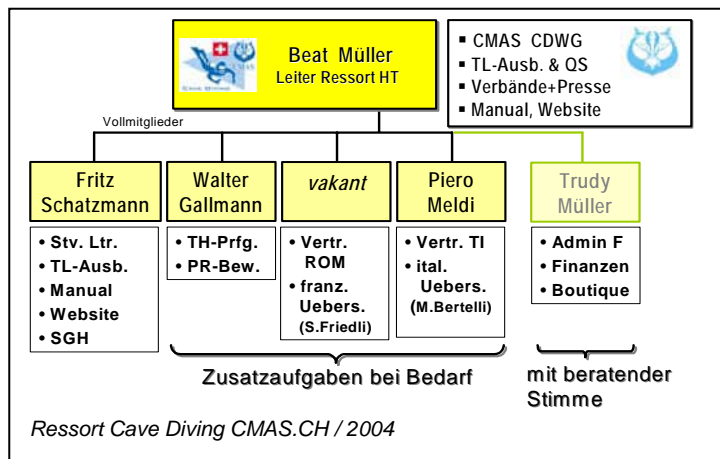 Beat Müller
Leiter Ressort HT
▪ CMAS CDWG
▪ TL-Ausb. & QS
▪ Verbände+Presse
▪ Manual, Website
Vollmitglieder
Fritz
Schatzmann
Walter
Gallmann
vakant
Piero
Meldi
Trudy
Müller
• Stv. Ltr.
• TL-Ausb.
• Manual
• Website
• SGH
• TH-Prfg.
• PR-Bew.
• Vertr.
ROM
• franz.
Uebers.
(S.Friedli)
• Vertr. TI
• ital.
Uebers.
(M.Bertelli)
• Admin F
• Finanzen
• Boutique
Zusatzaufgaben bei Bedarf
mit beratender
Stimme
Ressort Cave Diving CMAS.CH / 2004